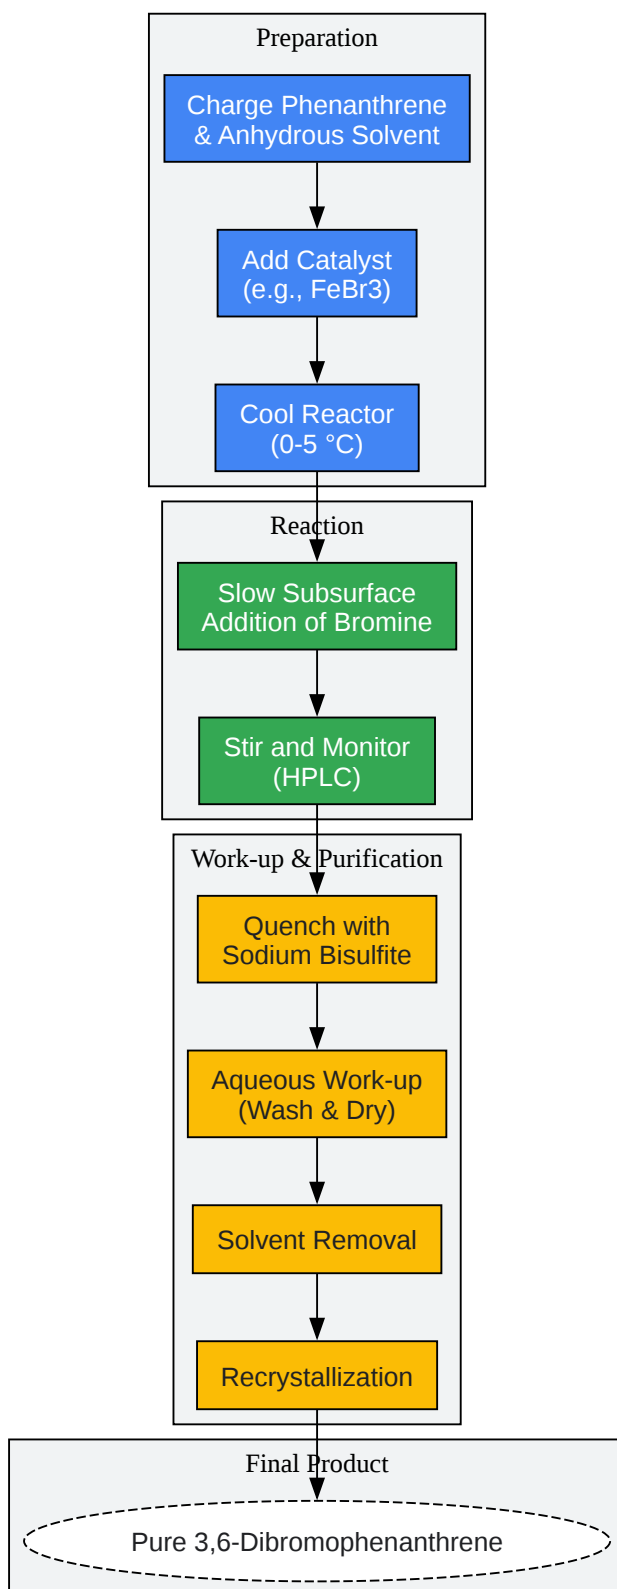 Preparation
Charge Phenanthrene
& Anhydrous Solvent
Add Catalyst
(e.g., FeBr3)
Cool Reactor
(0-5 °C)
Reaction
Slow Subsurface
Addition of Bromine
Stir and Monitor
(HPLC)
Work-up & Purification
Quench with
Sodium Bisulfite
Aqueous Work-up
(Wash & Dry)
Solvent Removal
Recrystallization
Final Product
Pure 3,6-Dibromophenanthrene